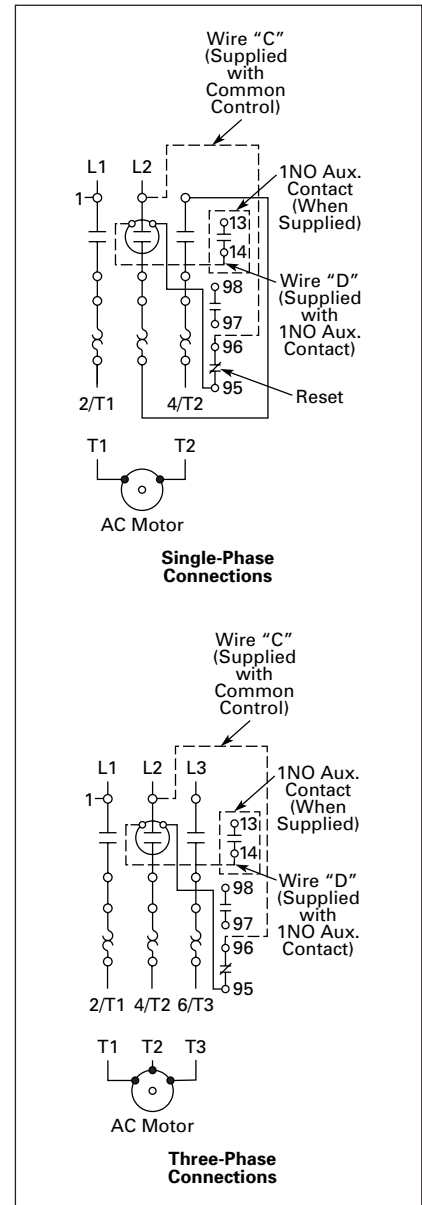 Wire “C”
(Supplied
with
Common
Control)
L1 L2
1NO Aux.
Contact
(When
Supplied)
1
13
14
Wire “D”
(Supplied
with
1NO Aux.
Contact)
98
97
96
95
Reset
2/T1 4/T2
T1 T2
AC Motor
Single-Phase
Connections
Wire “C”
(Supplied
with
Common
Control)
L1 L2 L3
1NO Aux.
Contact
(When
Supplied)
1
13
14
Wire “D”
(Supplied
with
1NO Aux.
Contact)
98
97
96
95
2/T1 4/T2 6/T3
T1 T2 T3
AC Motor
Three-Phase
Connections